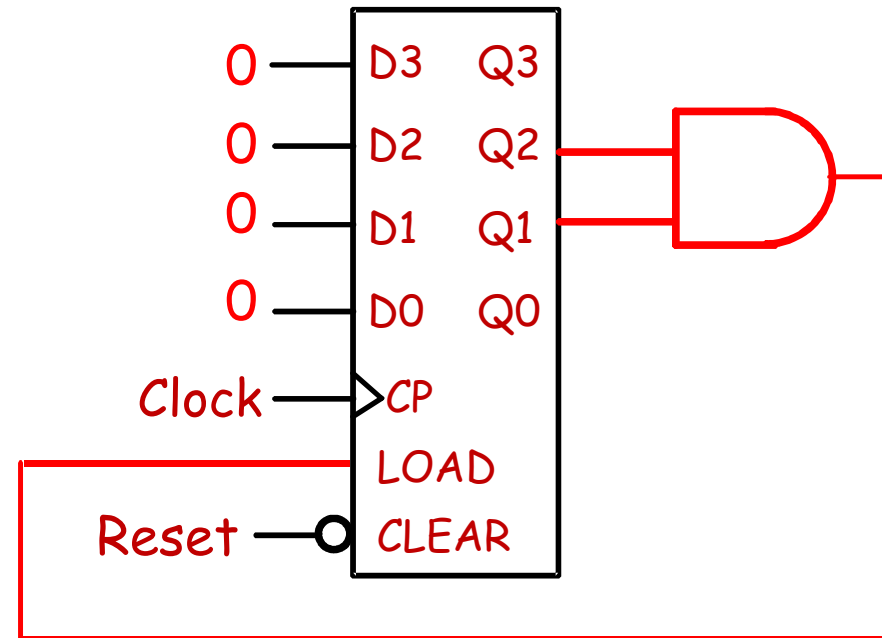 0 D3 Q3
0 D2 Q2
0 D1 Q1
0 D0 Q0
Clock CP
LOAD
Reset CLEAR